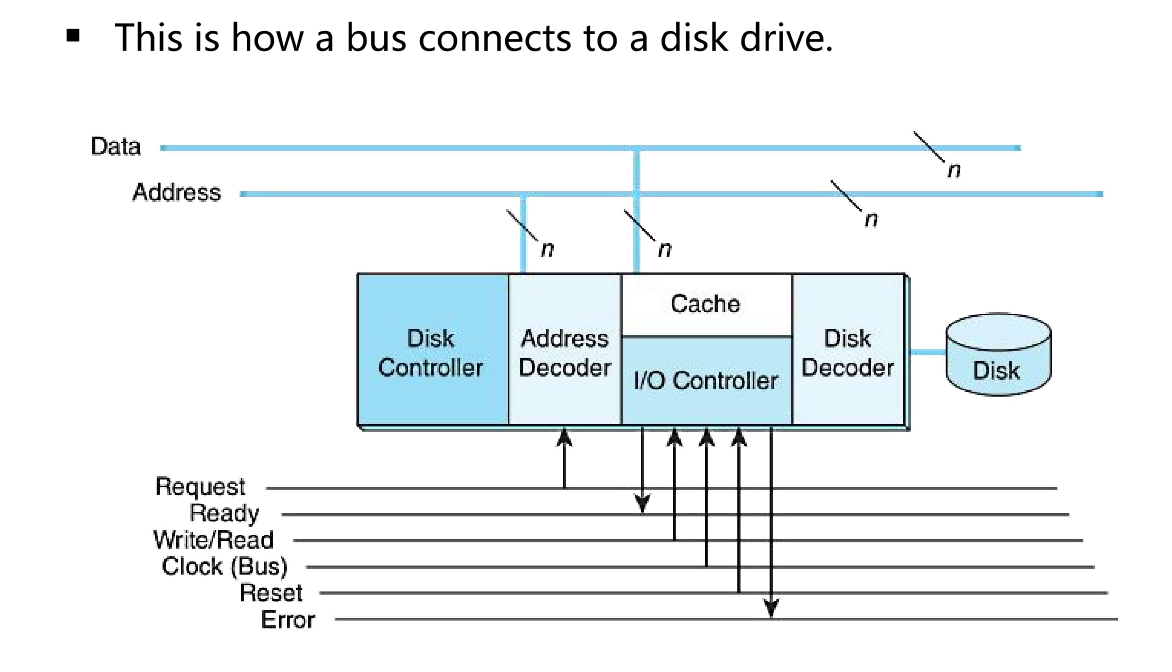 ▪ This is how a bus connects to a disk drive.
Data
n
Address
n
n
n
Disk
Controller
Address
Decoder
Cache
I/O Controller
Disk
Decoder
Disk
Request
Ready
Write/Read
Clock (Bus)
Reset
Error